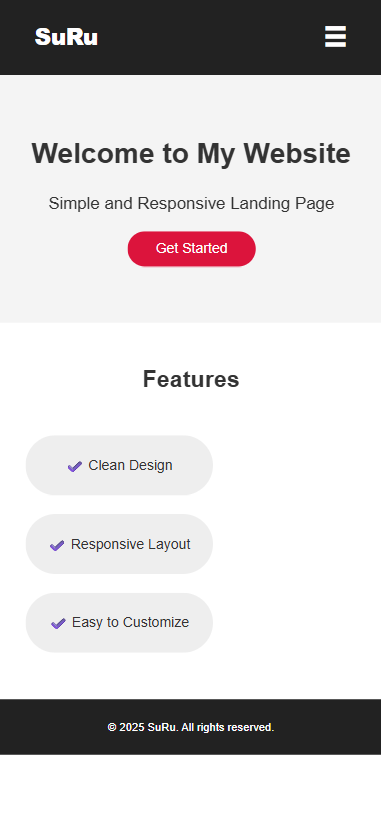 SuRu
Welcome to My Website
Simple and Responsive Landing Page
Get Started
Features
✔ Clean Design
✔ Responsive Layout
✔ Easy to Customize
© 2025 SuRu. All rights reserved.